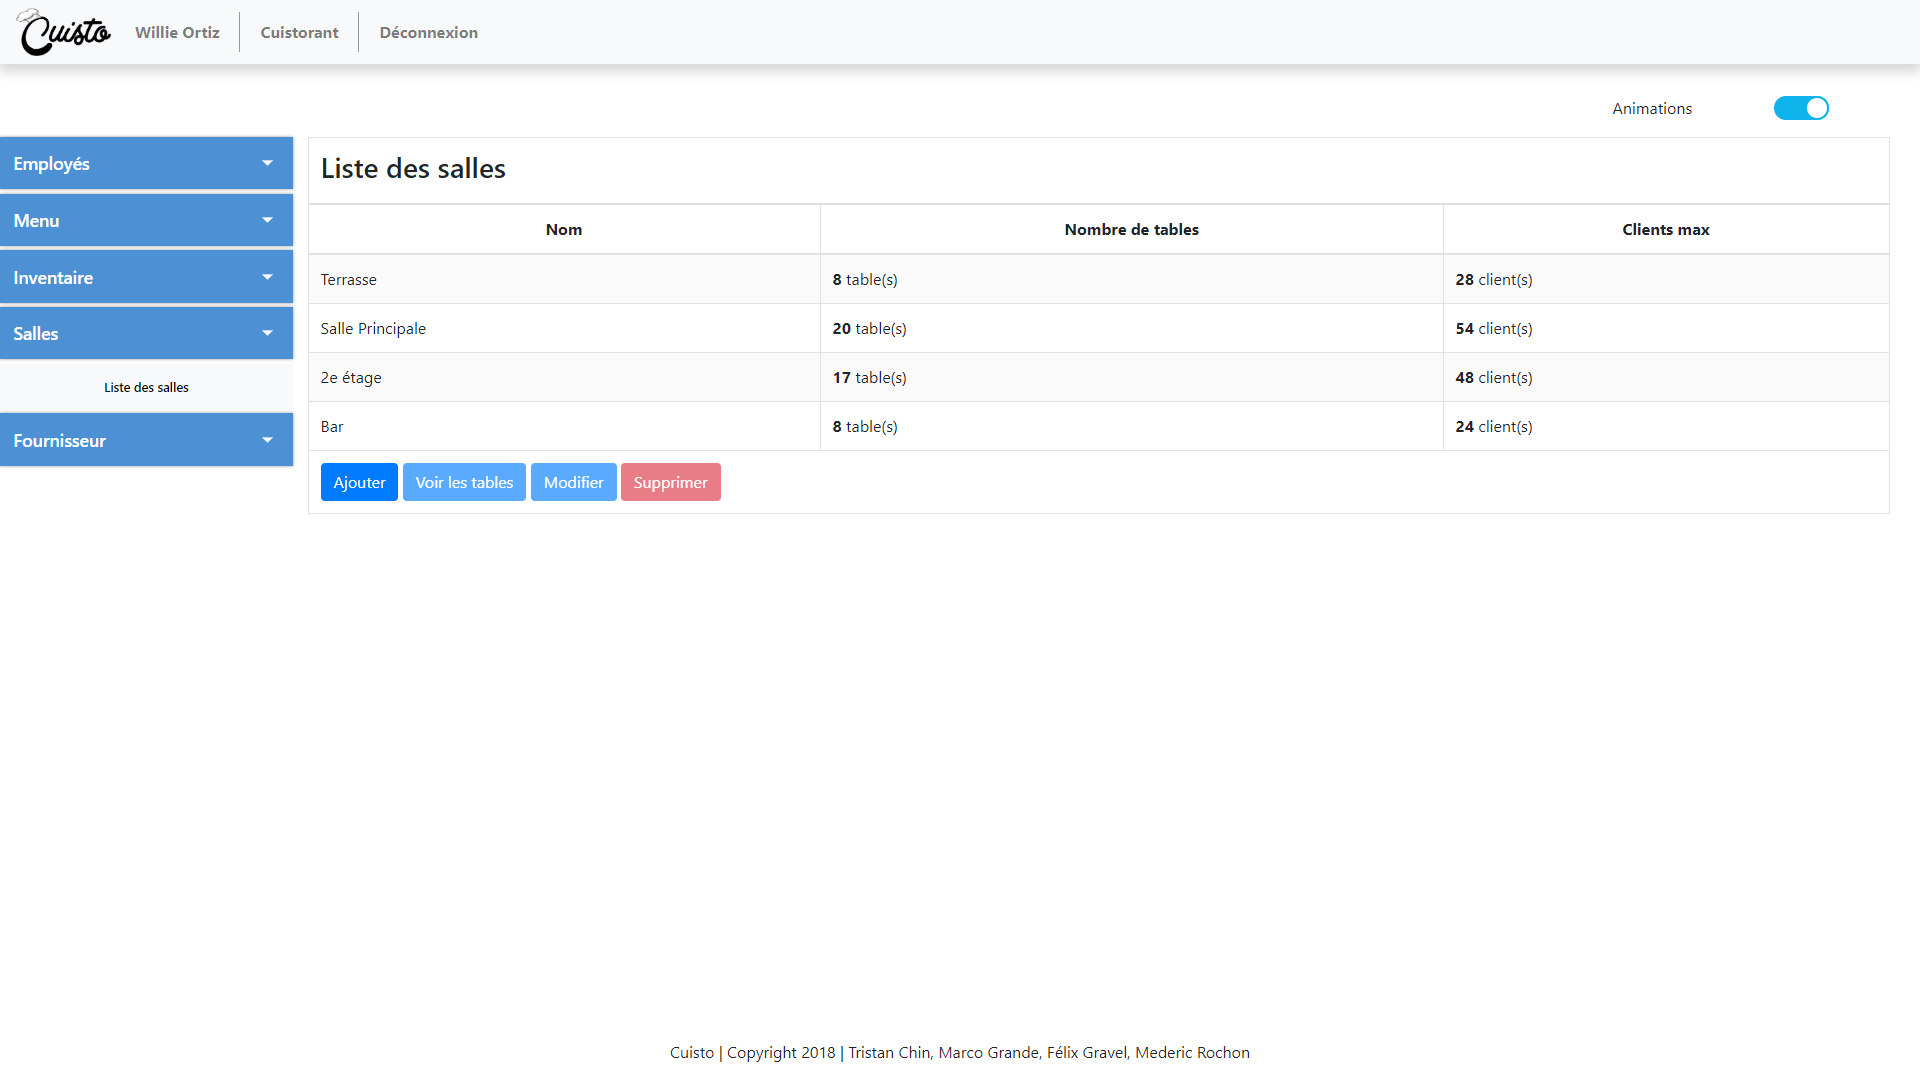 Cuisto Willie Ortiz Cuistorant Déconnexion
Animations
Employés
Menu
Inventaire
Salles
Liste des salles
Fournisseur
Liste des salles
Nom Nombre de tables Clients max
Terrasse 8 table(s) 28 client(s)
Salle Principale 20 table(s) 54 client(s)
2e étage 17 table(s) 48 client(s)
Bar 8 table(s) 24 client(s)
Ajouter Voir les tables Modifier Supprimer
Cuisto | Copyright 2018 | Tristan Chin, Marco Grande, Félix Gravel, Mederic Rochon